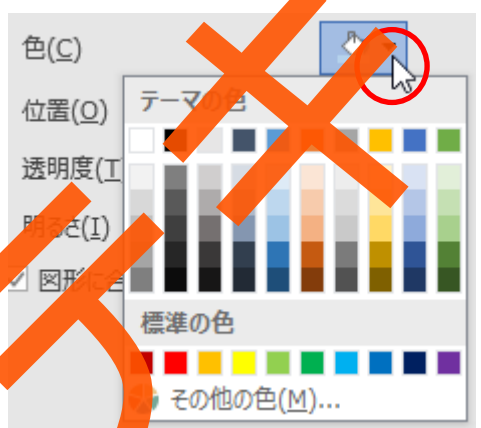 色(C)
テーマの色
位置(O)
透明度(T
明るさ(I)
図形に合
標準の色
その他の色(M)...